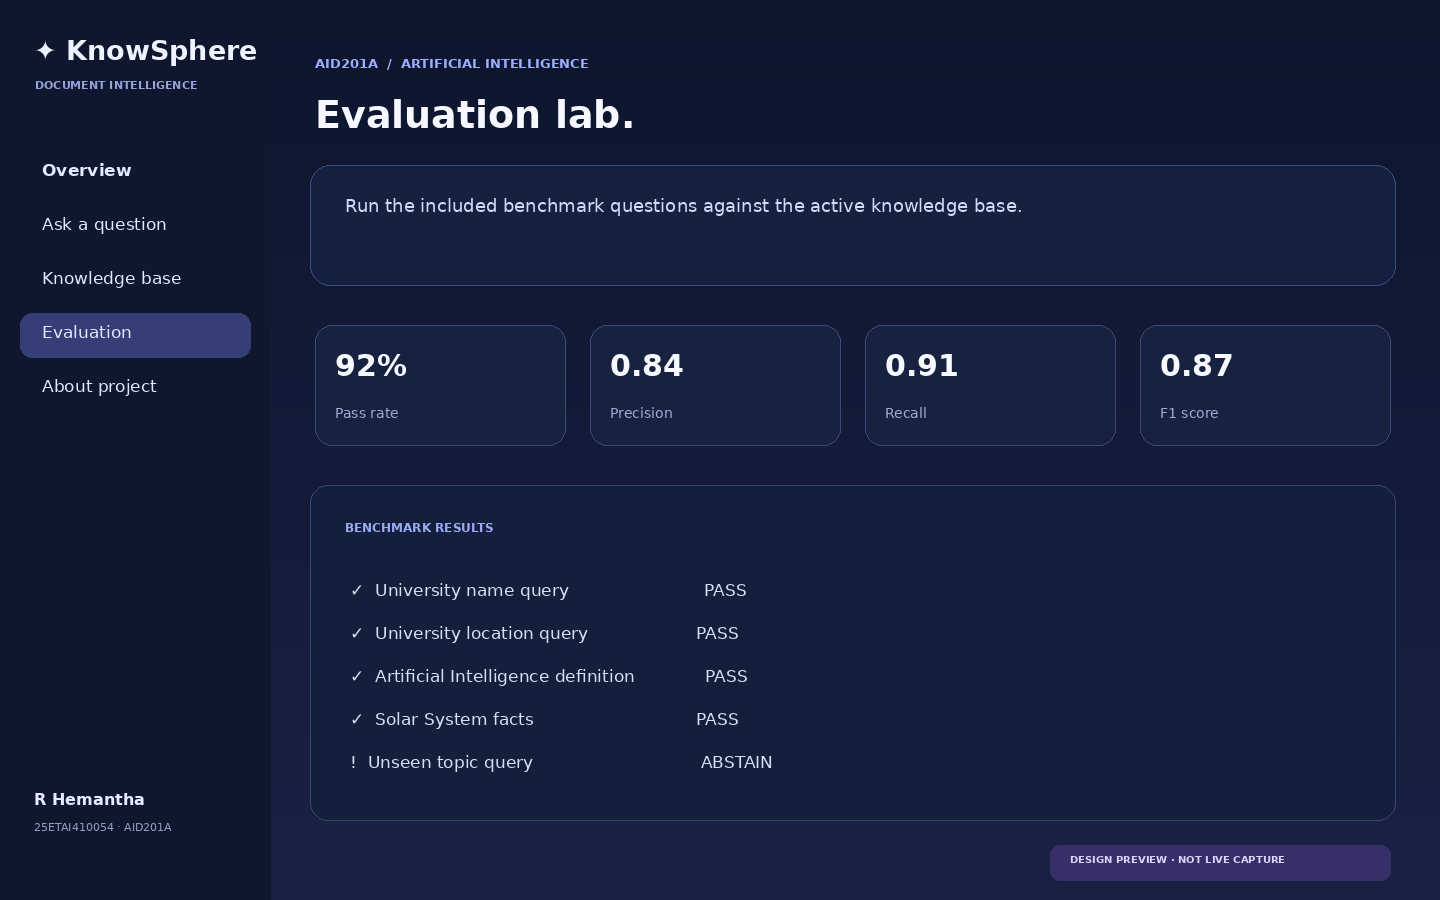 ✦ KnowSphere
DOCUMENT INTELLIGENCE
Overview
Ask a question
Knowledge base
Evaluation
About project
R Hemantha
25ETAI410054 · AID201A
AID201A / ARTIFICIAL INTELLIGENCE
Evaluation lab.
Run the included benchmark questions against the active knowledge base.
92%
Pass rate
0.84
Precision
0.91
Recall
0.87
F1 score
BENCHMARK RESULTS
✓ University name query PASS
✓ University location query PASS
✓ Artificial Intelligence definition PASS
✓ Solar System facts PASS
! Unseen topic query ABSTAIN
DESIGN PREVIEW · NOT LIVE CAPTURE